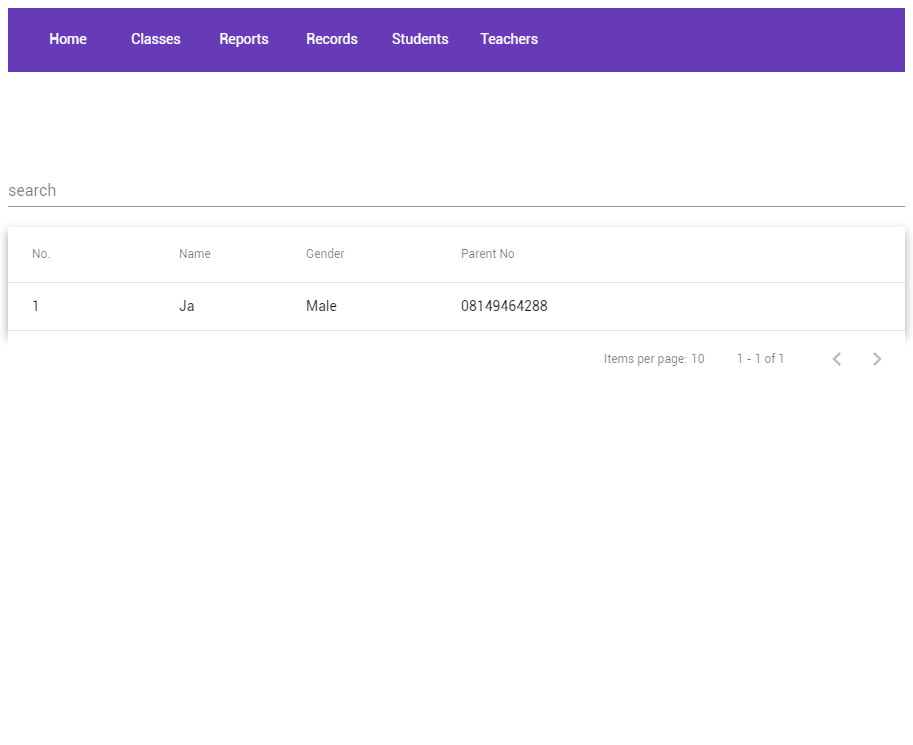 Home Classes Reports Records Students Teachers
search
No. Name Gender Parent No
1 Ja Male 08149464288
Items per page: 10 1 - 1 of 1